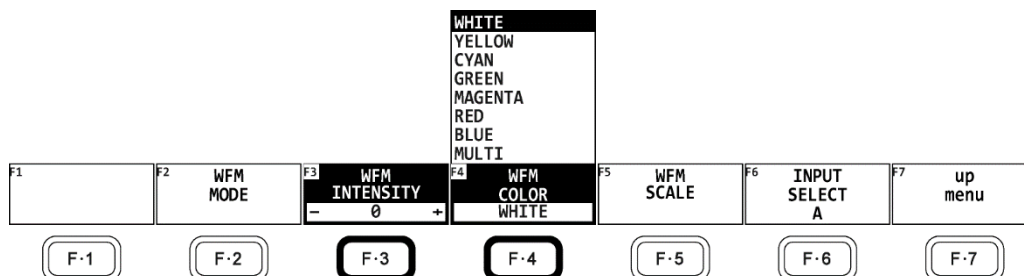 WHITE
YELLOW
CYAN
GREEN
MAGENTA
RED
BLUE
MULTI
F1
F2 WFM
MODE
F3 WFM
INTENSITY
- 0 +
F4 WFM
COLOR
WHITE
F5 WFM
SCALE
F6 INPUT
SELECT
A
F7 up
menu
F·1
F·2
F·3
F·4
F·5
F·6
F·7